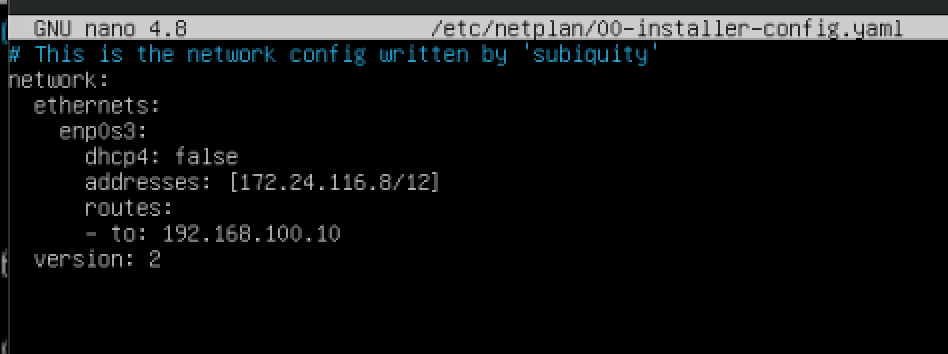 GNU nano 4.8 /etc/netplan/00-installer-config.yaml
# This is the network config written by 'subiquity'
network:
  ethernets:
    enp0s3:
      dhcp4: false
      addresses: [172.24.116.8/12]
      routes:
      - to: 192.168.100.10
  version: 2